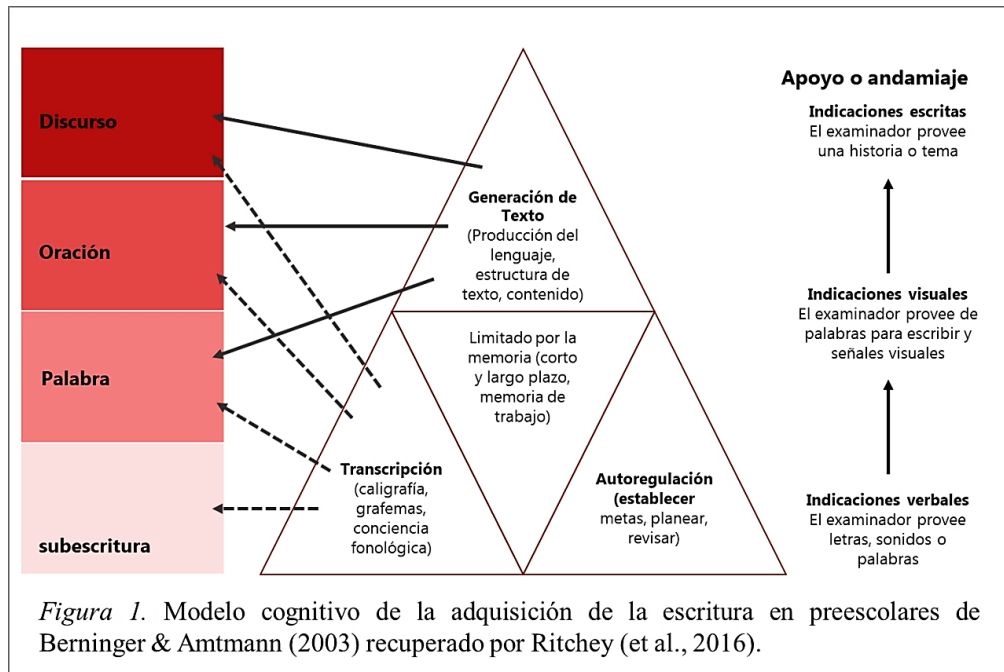 Discurso
Oración
Palabra
subescritura
Generación de
Texto
(Producción del
lenguaje,
estructura de
texto, contenido)
Limitado por la
memoria (corto
y largo plazo,
memoria de
trabajo)
Transcripción
(caligrafía,
grafemas,
conciencia
fonológica)
Autoregulación
(establecer
metas, planear,
revisar)
Apoyo o andamiaje
Indicaciones escritas
El examinador provee
una historia o tema
Indicaciones visuales
El examinador provee de
palabras para escribir y
señales visuales
Indicaciones verbales
El examinador provee
letras, sonidos o
palabras
Figura 1. Modelo cognitivo de la adquisición de la escritura en preescolares de
Berninger & Amtmann (2003) recuperado por Ritchey (et al., 2016).